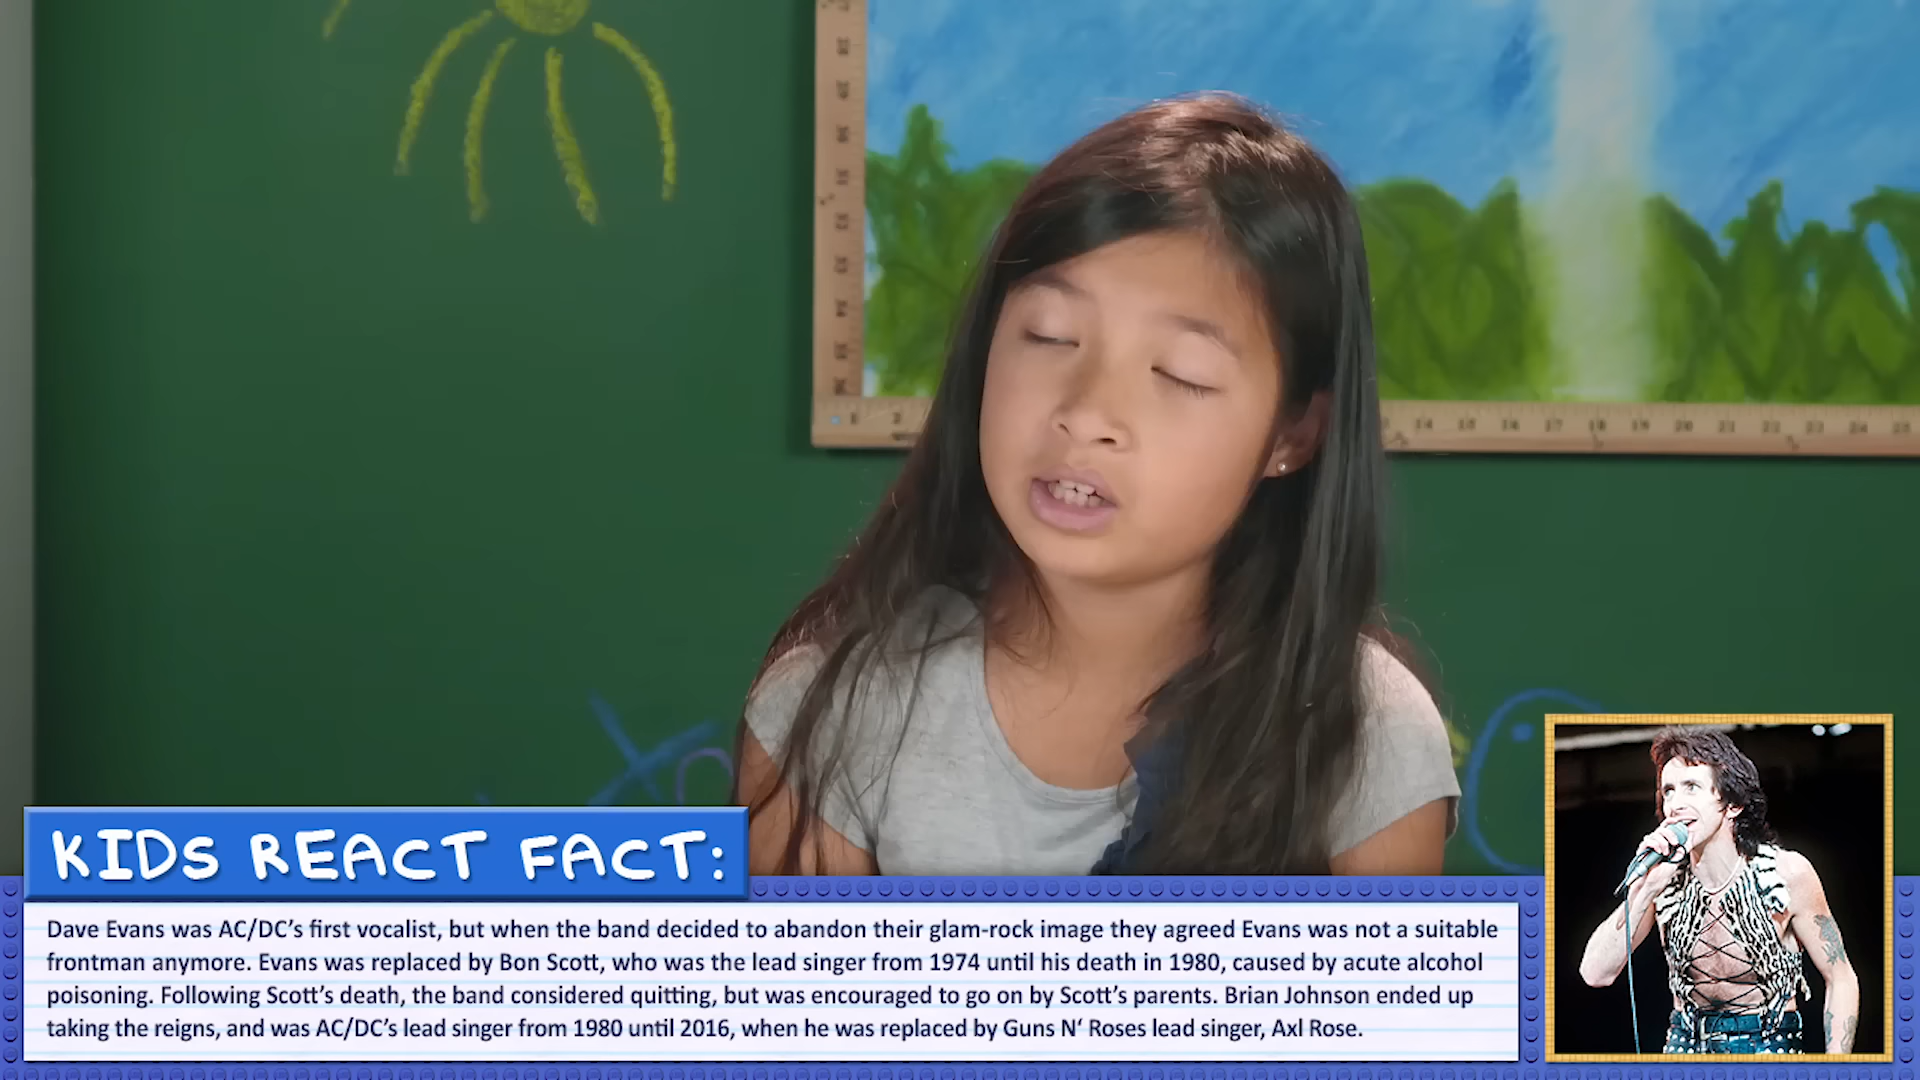 KIDS REACT FACT:
Dave Evans was AC/DC’s first vocalist, but when the band decided to abandon their glam-rock image they agreed Evans was not a suitable
frontman anymore. Evans was replaced by Bon Scott, who was the lead singer from 1974 until his death in 1980, caused by acute alcohol
poisoning. Following Scott’s death, the band considered quitting, but was encouraged to go on by Scott’s parents. Brian Johnson ended up
taking the reigns, and was AC/DC’s lead singer from 1980 until 2016, when he was replaced by Guns N‘ Roses lead singer, Axl Rose.